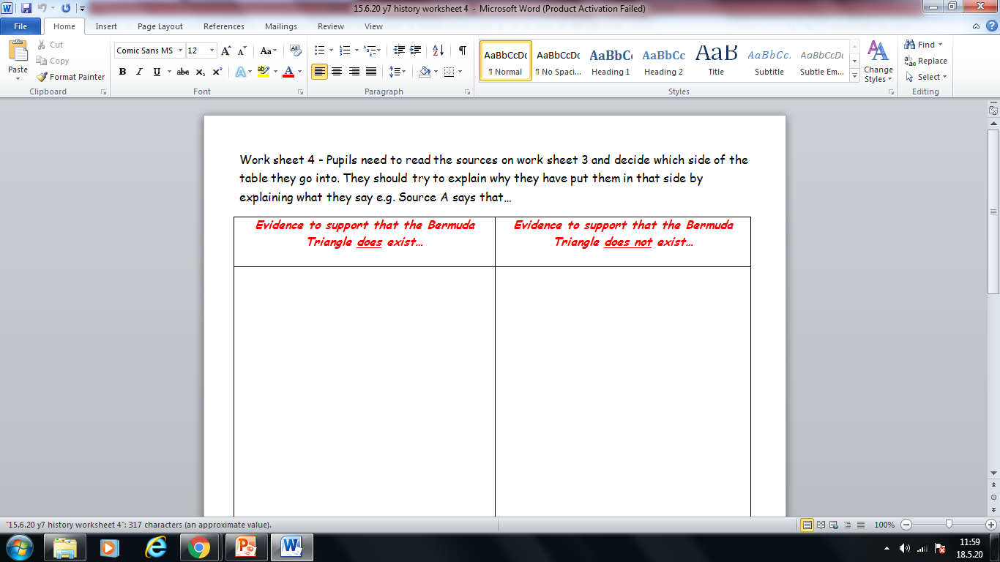 15.6.20 y7 history worksheet 4 - Microsoft Word (Product Activation Failed)
File Home Insert Page Layout References Mailings Review View
Paste
Cut
Copy
Format Painter
Clipboard
Comic Sans MS 12
Font
Paragraph
AaBbCcDc AaBbCcDc AaBbC AaBbCc AaB AaBbCc. AaBbCcDc
¶ Normal ¶ No Spaci... Heading 1 Heading 2 Title Subtitle Subtle Em...
Change Styles
Styles
Find
Replace
Select
Editing
Work sheet 4 - Pupils need to read the sources on work sheet 3 and decide which side of the
table they go into. They should try to explain why they have put them in that side by
explaining what they say e.g. Source A says that...
Evidence to support that the Bermuda
Triangle does exist...
Evidence to support that the Bermuda
Triangle does not exist...
"15.6.20 y7 history worksheet 4": 317 characters (an approximate value).
100%
11:59
18.5.20